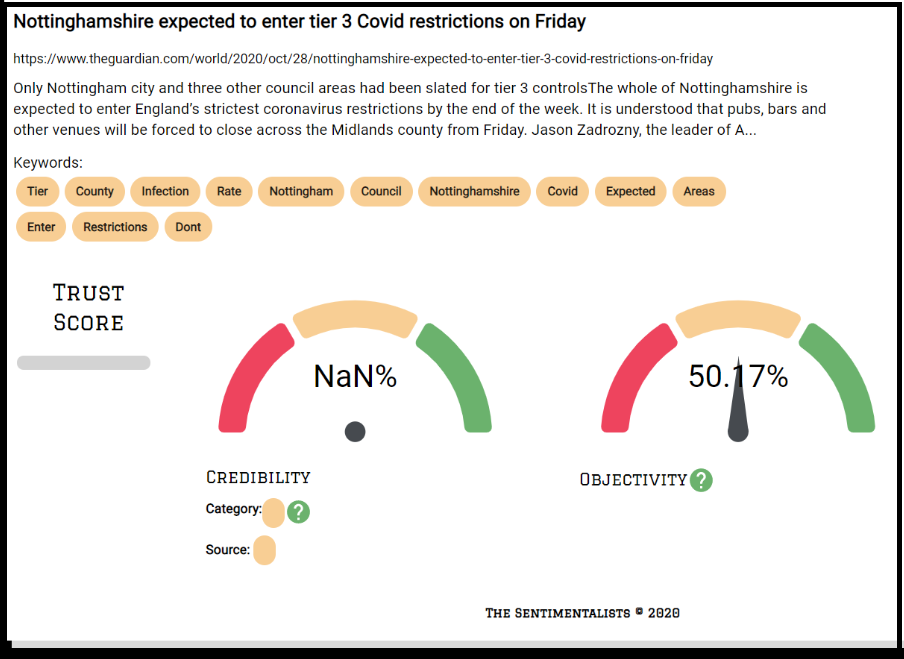 Nottinghamshire expected to enter tier 3 Covid restrictions on Friday
https://www.theguardian.com/world/2020/oct/28/nottinghamshire-expected-to-enter-tier-3-covid-restrictions-on-friday
Only Nottingham city and three other council areas had been slated for tier 3 controlsThe whole of Nottinghamshire is
expected to enter England's strictest coronavirus restrictions by the end of the week. It is understood that pubs, bars and
other venues will be forced to close across the Midlands county from Friday. Jason Zadrozny, the leader of A...
Keywords:
Tier County Infection Rate Nottingham Council Nottinghamshire Covid Expected Areas
Enter Restrictions Dont
Trust
Score
NaN%
50.17%
Credibility
Objectivity ?
Category: ?
Source:
The Sentimentalists © 2020